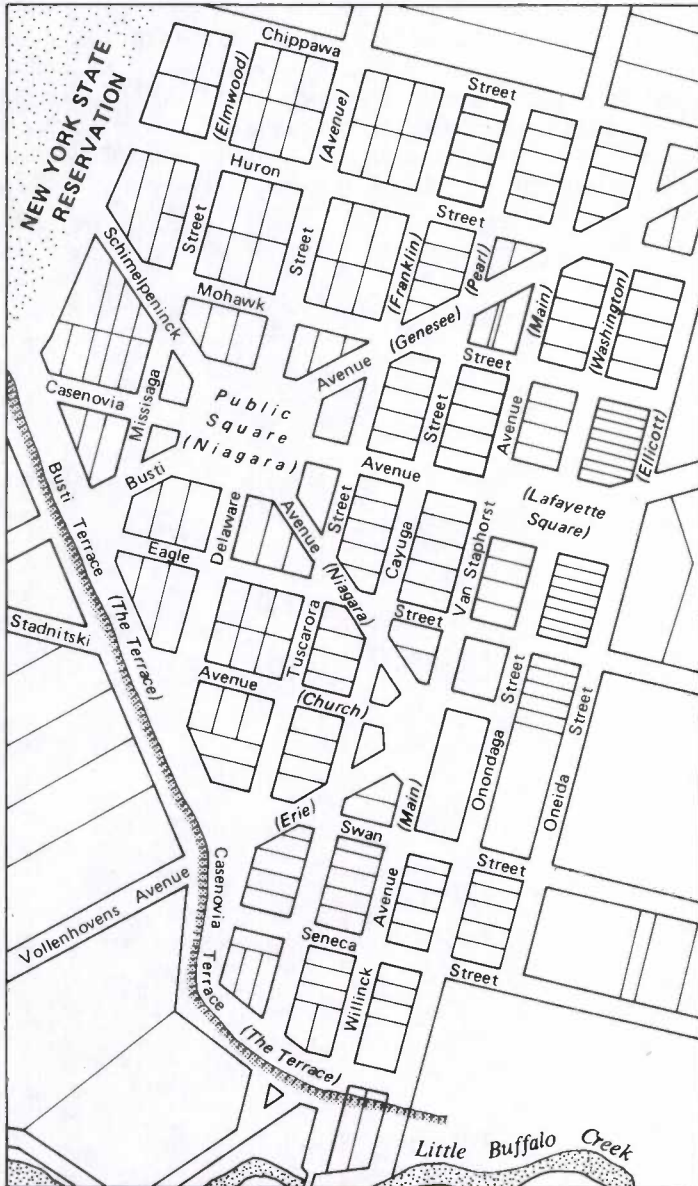 Chippawa
Street
(Elmwood)
(Avenue)
NEW YORK STATE
RESERVATION
Huron
Street
Street
Street
(Franklin)
(Pearl)
(Main)
(Washington)
Schimelpeninck
Mohawk
Avenue
(Genesee)
Street
Casenovia
Missisaga
Public
Square
(Niagara)
Street
Avenue
(Ellicott)
Avenue
(Lafayette
Square)
Busti
Terrace
(The Terrace)
Busti
Avenue
Delaware
Street
(Niagara)
Cayuga
Van Staphorst
Eagle
Street
Stadnitski
Avenue
Tuscarora
(Church)
Onondaga
Street
Oneida
Street
(Erie)
Swan
Street
(Main)
Vollenhovens Avenue
Casenovia
Terrace
(The Terrace)
Seneca
Street
Willinck
Avenue
Little Buffalo Creek